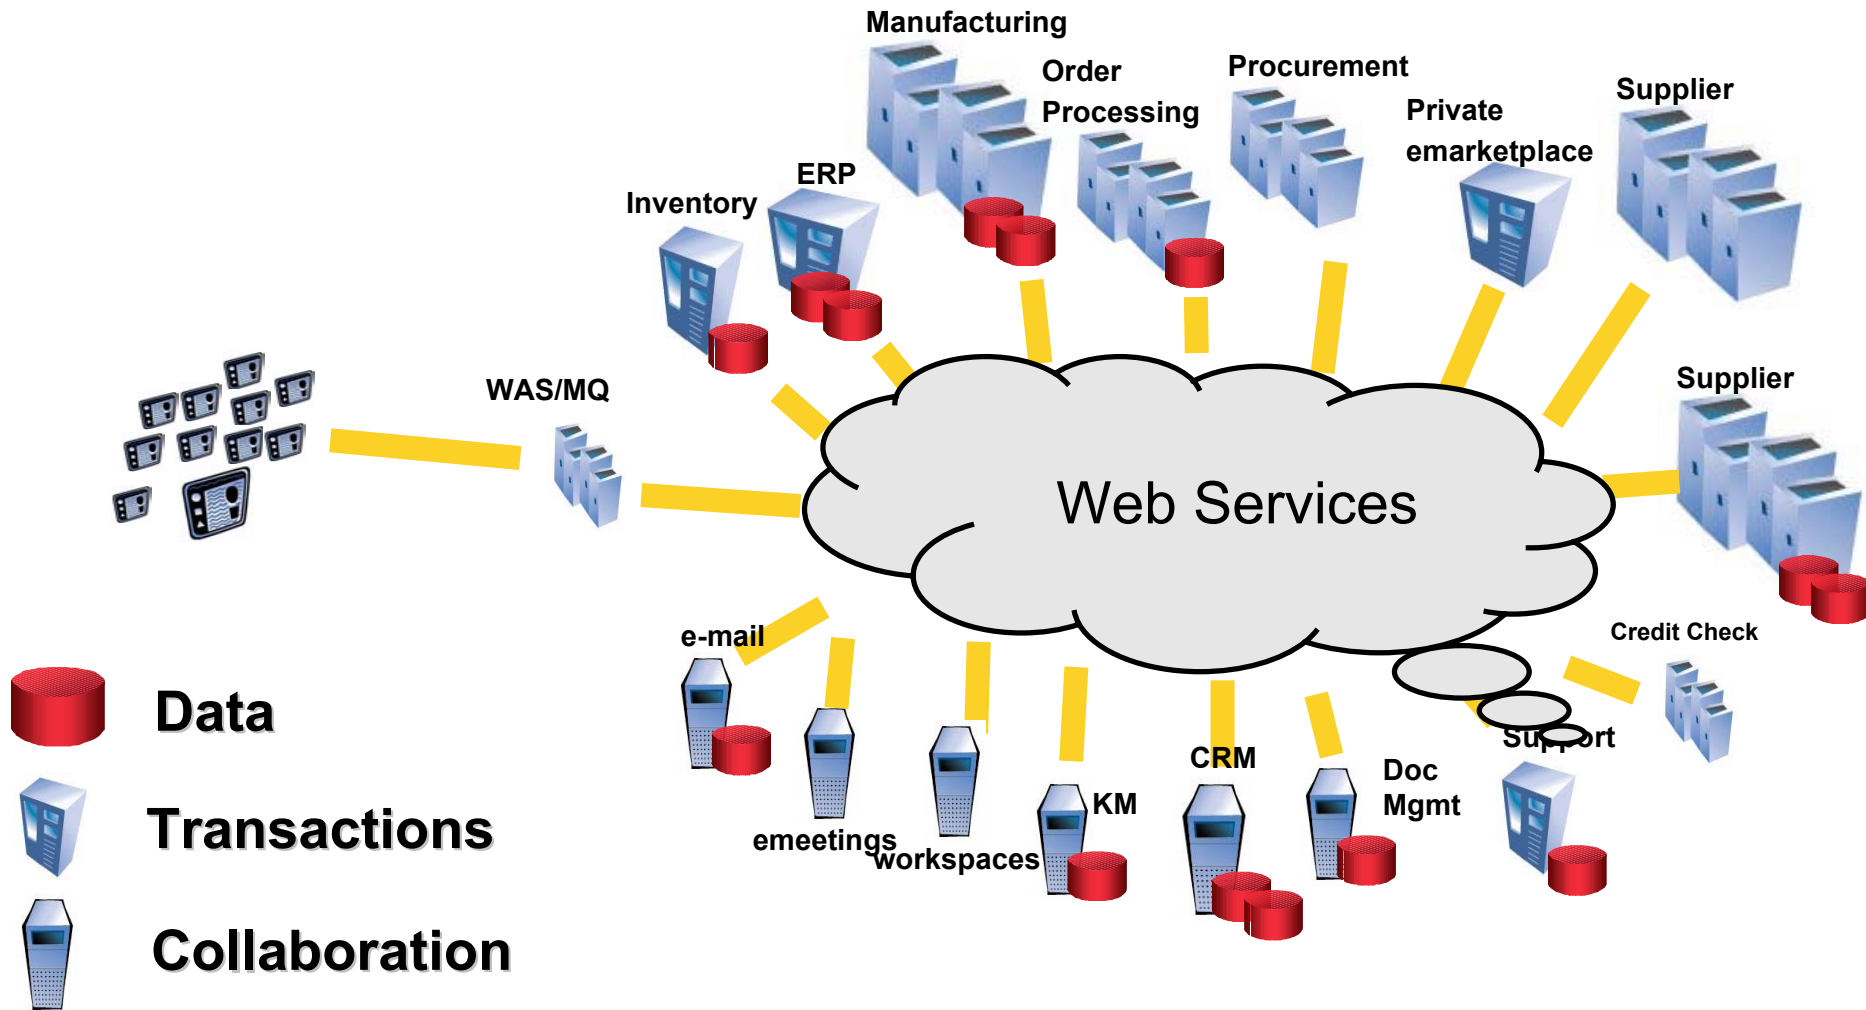 Manufacturing
Order
Processing
Procurement
Private
emarketplace
Supplier
ERP
Inventory
WAS/MQ
Supplier
Web Services
e-mail
Credit Check
Data
Support
CRM
Doc
Mgmt
KM
emeetings
workspaces
Transactions
Collaboration